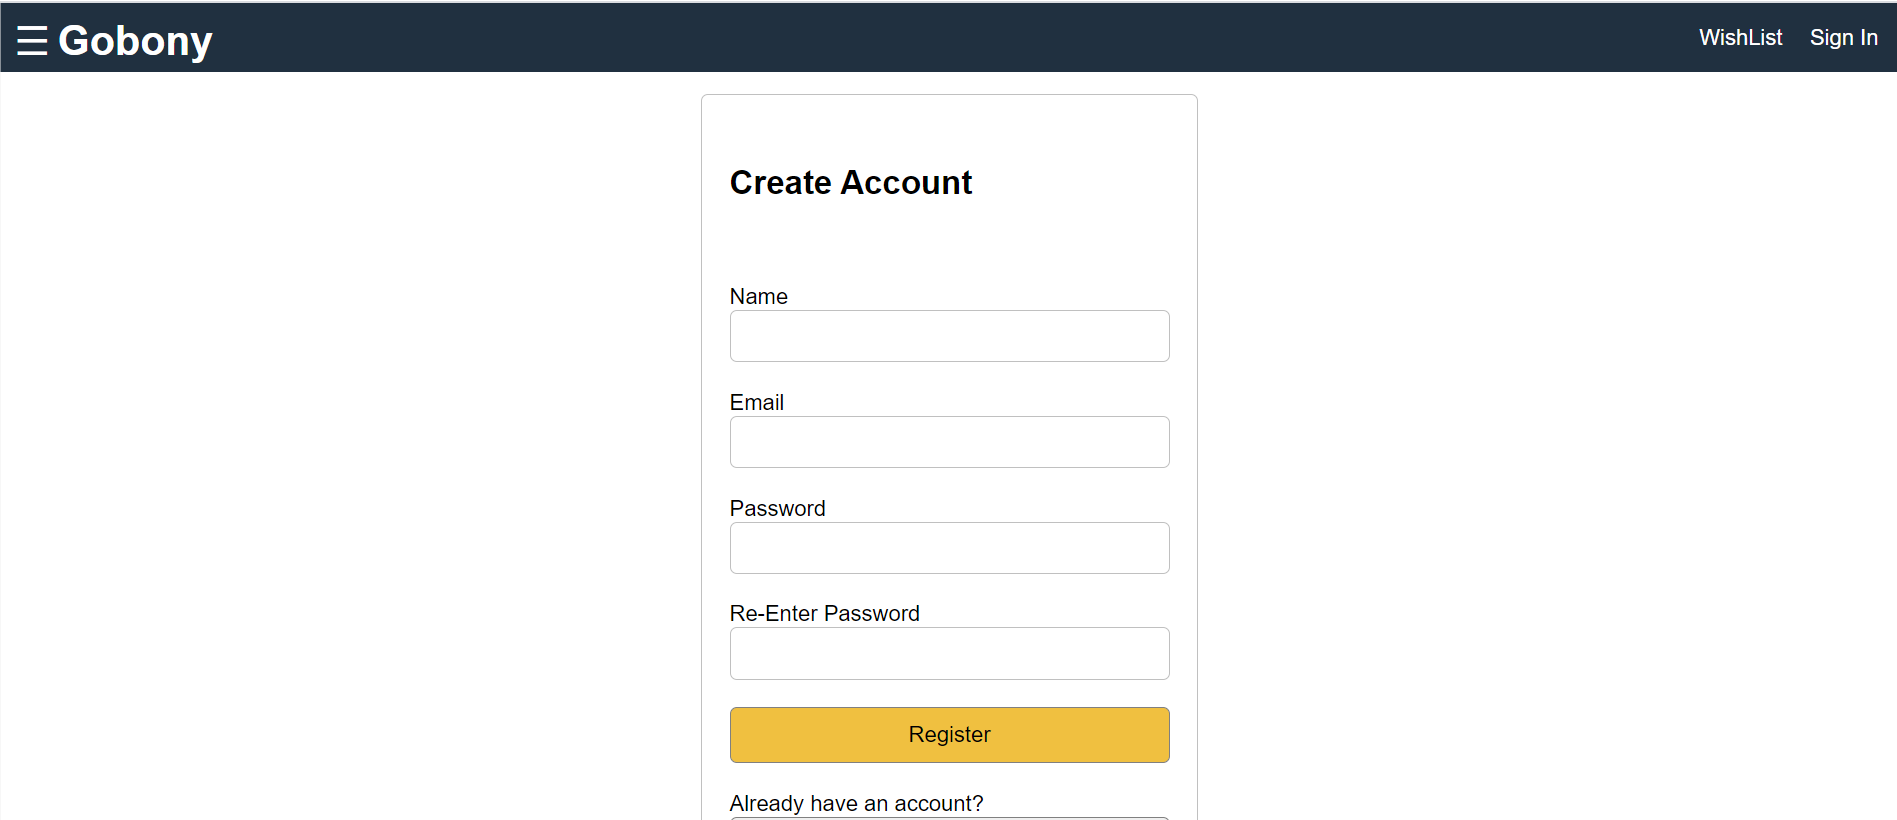 ☰ Gobony
WishList Sign In
Create Account
Name
Email
Password
Re-Enter Password
Register
Already have an account?